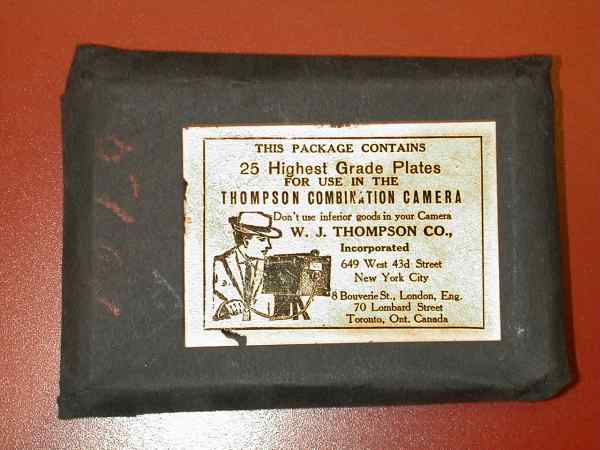 THIS PACKAGE CONTAINS
25 Highest Grade Plates
FOR USE IN THE
THOMPSON COMBINATION CAMERA
Don't use inferior goods in your Camera
W. J. THOMPSON CO.,
Incorporated
649 West 43d Street
New York City
8 Bouverie St., London, Eng.
70 Lombard Street
Toronto, Ont. Canada